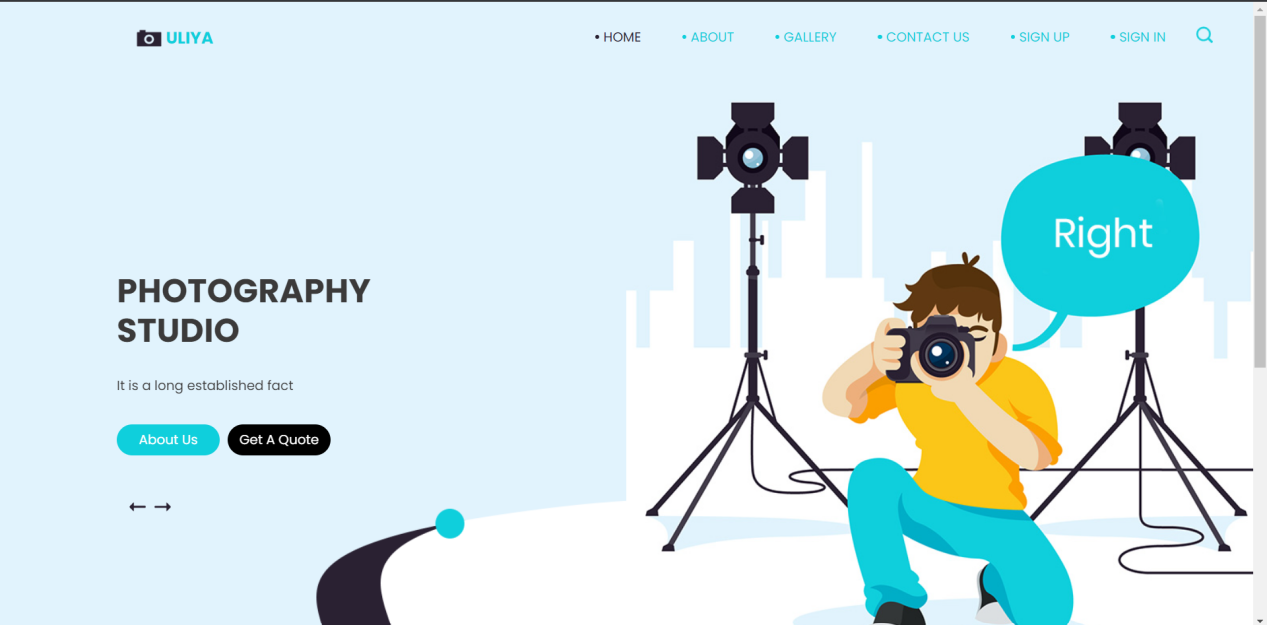 ULIYA
• HOME
• ABOUT
• GALLERY
• CONTACT US
• SIGN UP
• SIGN IN
Right
PHOTOGRAPHY
STUDIO
It is a long established fact
About Us
Get A Quote